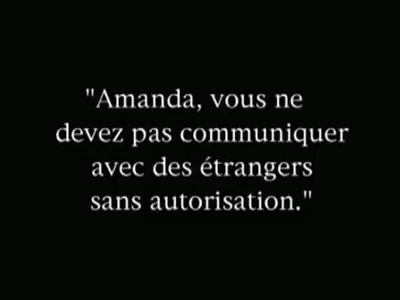 "Amanda, vous ne
devez pas communiquer
avec des étrangers
sans autorisation."